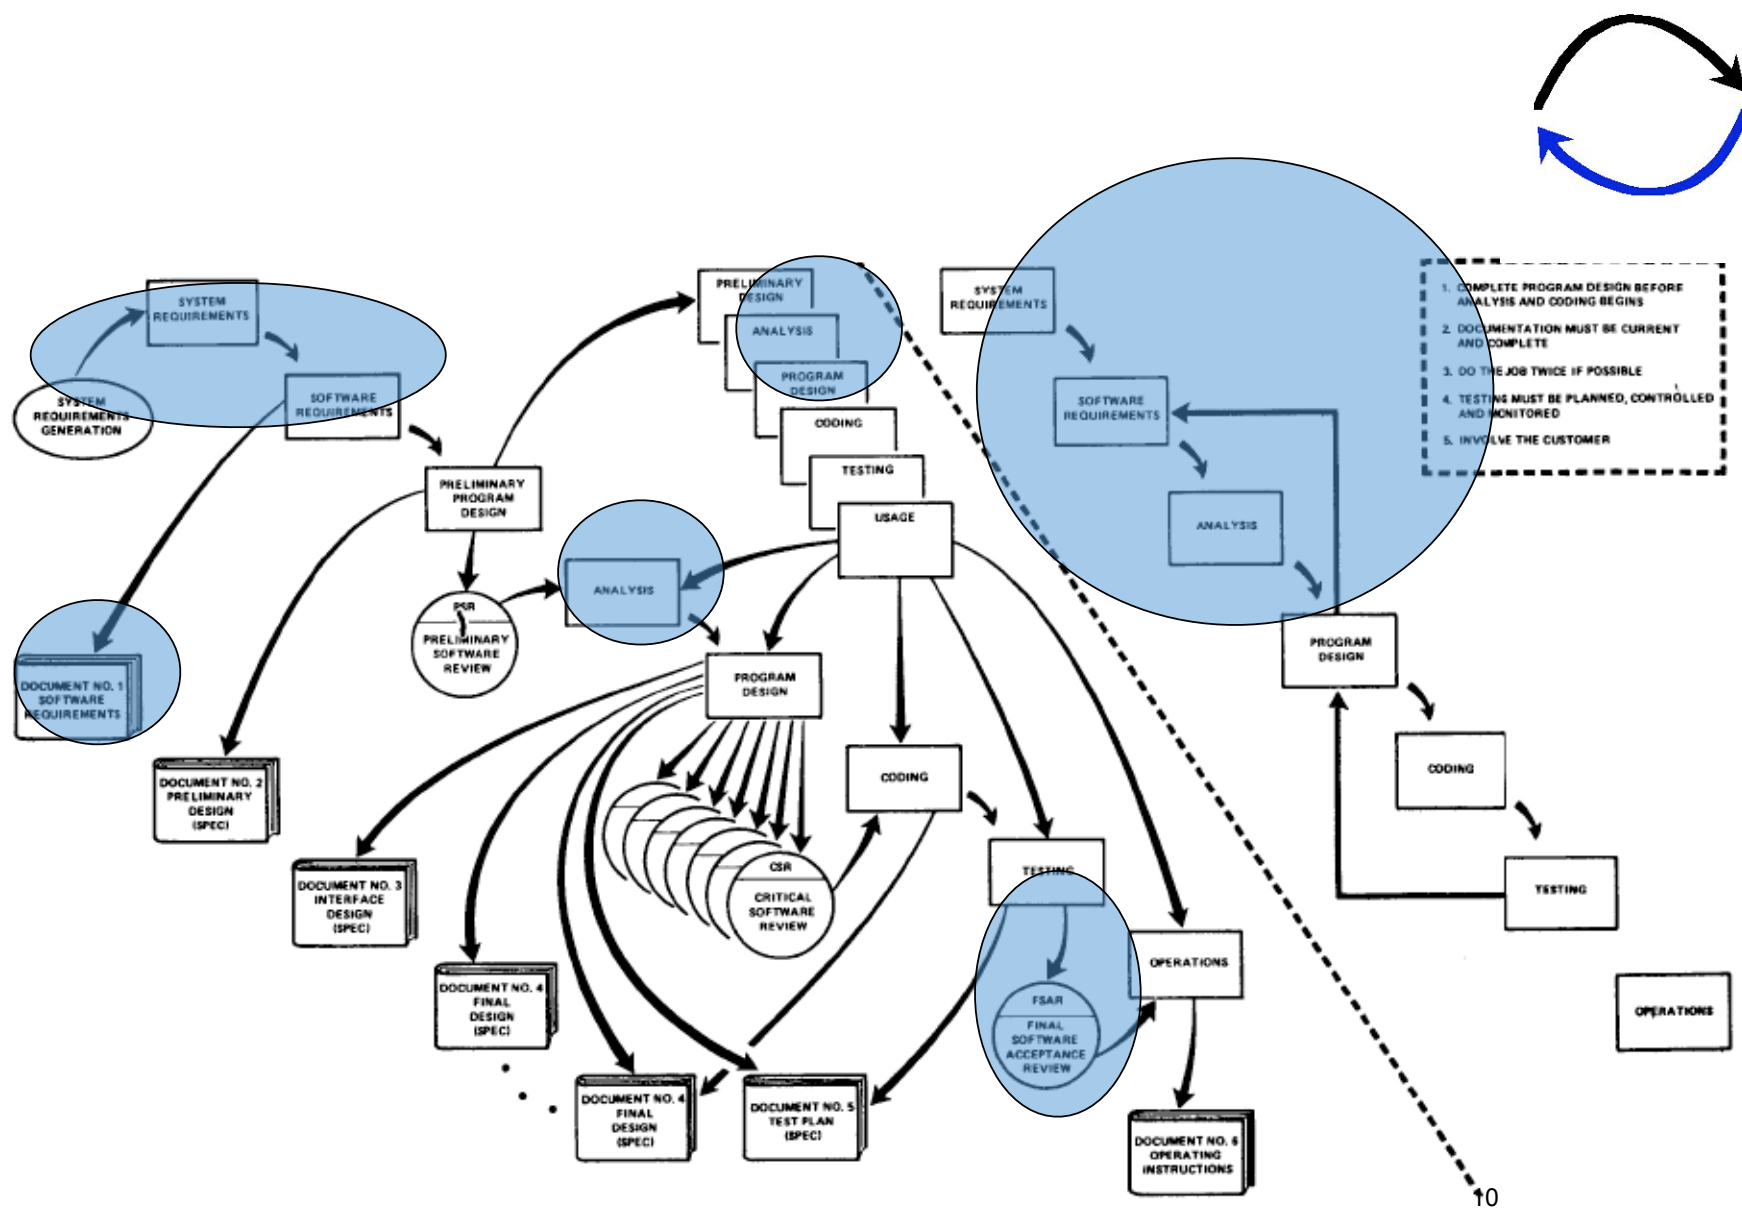 SYSTEM
REQUIREMENTS
SYSTEM
REQUIREMENTS
GENERATION
SOFTWARE
REQUIREMENTS
PRELIMINARY
PROGRAM
DESIGN
PSR
PRELIMINARY
SOFTWARE
REVIEW
DOCUMENT NO. 1
SOFTWARE
REQUIREMENTS
DOCUMENT NO. 2
PRELIMINARY
DESIGN
(SPEC)
DOCUMENT NO. 3
INTERFACE
DESIGN
(SPEC)
DOCUMENT NO. 4
FINAL
DESIGN
(SPEC)
DOCUMENT NO. 4
FINAL
DESIGN
(SPEC)
DOCUMENT NO. 5
TEST PLAN
(SPEC)
PRELIMINARY
DESIGN
ANALYSIS
PROGRAM
DESIGN
CODING
TESTING
USAGE
ANALYSIS
PROGRAM
DESIGN
CSR
CRITICAL
SOFTWARE
REVIEW
CODING
TESTING
FSAR
FINAL
SOFTWARE
ACCEPTANCE
REVIEW
OPERATIONS
DOCUMENT NO. 6
OPERATING
INSTRUCTIONS
SYSTEM
REQUIREMENTS
SOFTWARE
REQUIREMENTS
ANALYSIS
PROGRAM
DESIGN
CODING
TESTING
OPERATIONS
1. COMPLETE PROGRAM DESIGN BEFORE
ANALYSIS AND CODING BEGINS
2. DOCUMENTATION MUST BE CURRENT
AND COMPLETE
3. DO THE JOB TWICE IF POSSIBLE
4. TESTING MUST BE PLANNED, CONTROLLED
AND MONITORED
5. INVOLVE THE CUSTOMER
10